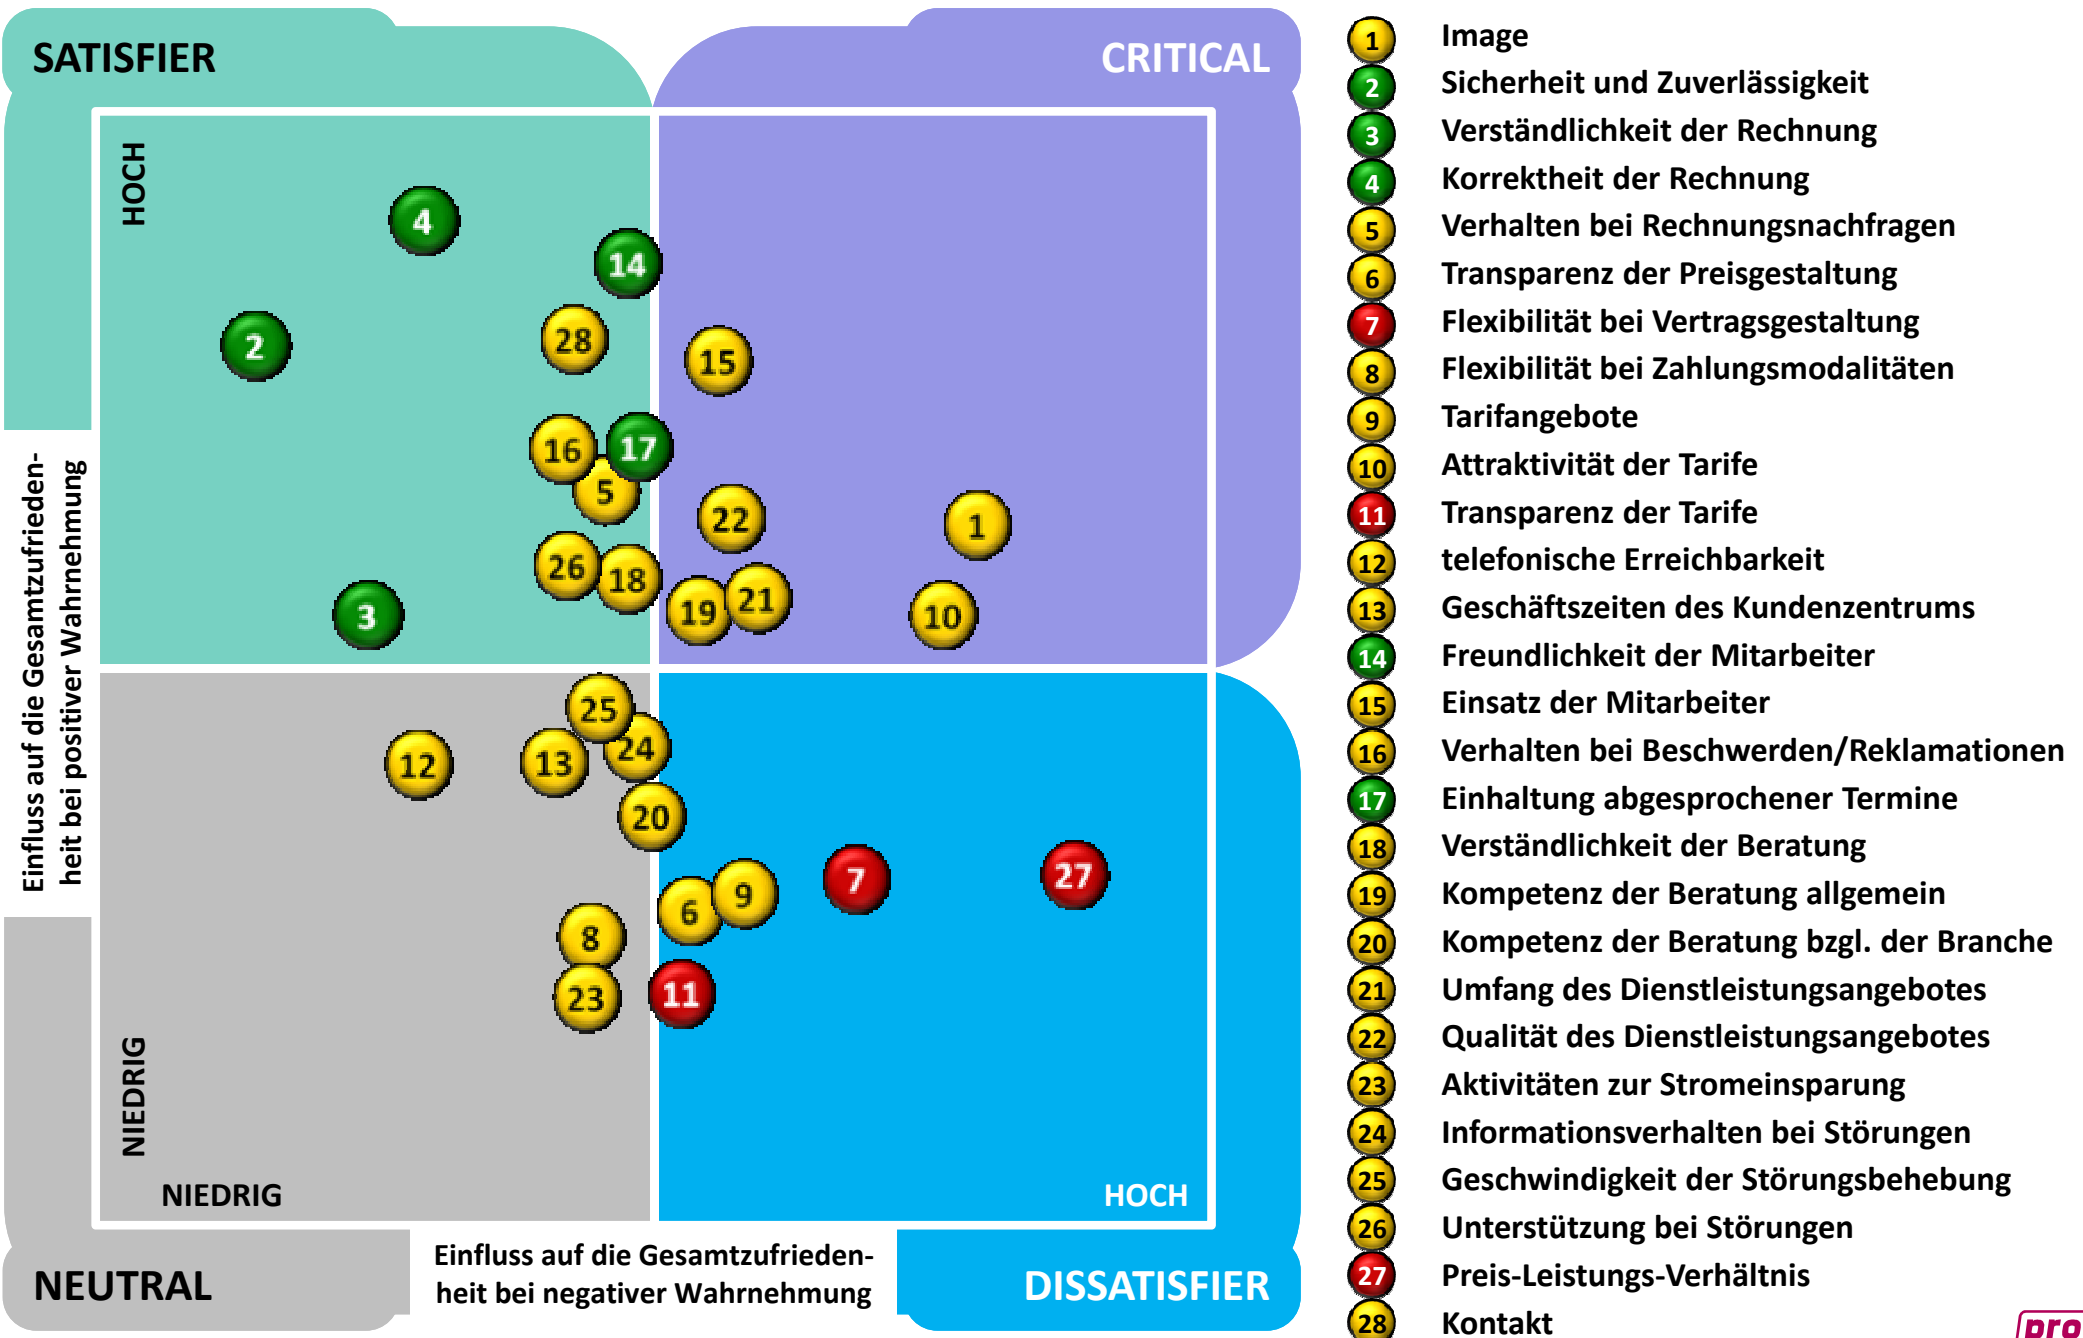 SATISFIER
CRITICAL
HOCH
4
14
2
28
15
16
17
5
22
1
26
18
3
19
21
10
Einfluss auf die Gesamtzufrieden-
heit bei positiver Wahrnehmung
25
24
12
13
20
7
27
6
9
8
23
11
NIEDRIG
NIEDRIG
HOCH
NEUTRAL
Einfluss auf die Gesamtzufrieden-
heit bei negativer Wahrnehmung
DISSATISFIER
1 Image
2 Sicherheit und Zuverlässigkeit
3 Verständlichkeit der Rechnung
4 Korrektheit der Rechnung
5 Verhalten bei Rechnungsnachfragen
6 Transparenz der Preisgestaltung
7 Flexibilität bei Vertragsgestaltung
8 Flexibilität bei Zahlungsmodalitäten
9 Tarifangebote
10 Attraktivität der Tarife
11 Transparenz der Tarife
12 telefonische Erreichbarkeit
13 Geschäftszeiten des Kundenzentrums
14 Freundlichkeit der Mitarbeiter
15 Einsatz der Mitarbeiter
16 Verhalten bei Beschwerden/Reklamationen
17 Einhaltung abgesprochener Termine
18 Verständlichkeit der Beratung
19 Kompetenz der Beratung allgemein
20 Kompetenz der Beratung bzgl. der Branche
21 Umfang des Dienstleistungsangebotes
22 Qualität des Dienstleistungsangebotes
23 Aktivitäten zur Stromeinsparung
24 Informationsverhalten bei Störungen
25 Geschwindigkeit der Störungsbehebung
26 Unterstützung bei Störungen
27 Preis-Leistungs-Verhältnis
28 Kontakt
pro